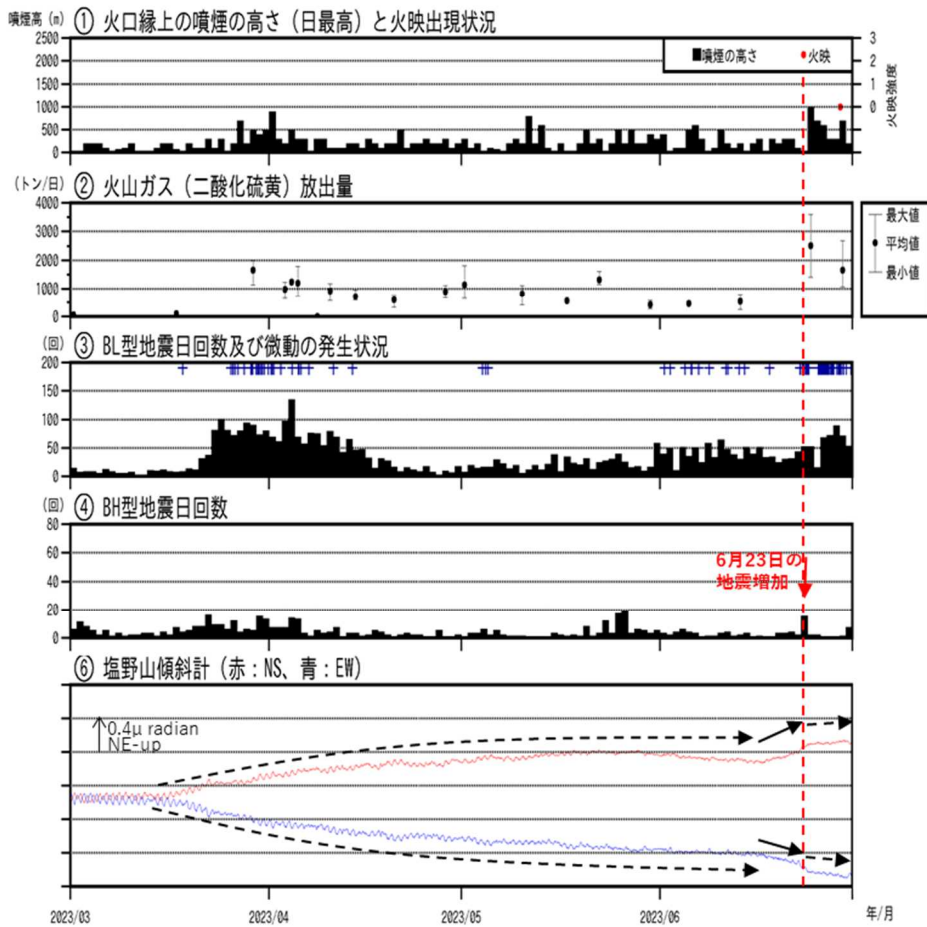 噴煙高(m) ① 火口縁上の噴煙の高さ(日最高)と火映出現状況
2500
2000
1500
1000
500
0
■噴煙の高さ ●火映
3
2
1
0
火映強度
(トン/日) ② 火山ガス(二酸化硫黄)放出量
4000
3000
2000
1000
0
最大値
平均値
最小値
(回) ③ BL型地震日回数及び微動の発生状況
200
150
100
50
0
(回) ④ BH型地震日回数
80
60
40
20
0
6月23日の
地震増加
⑥ 塩野山傾斜計(赤:NS、青:EW)
0.4μ radian
NE-up
2023/03 2023/04 2023/05 2023/06 年/月